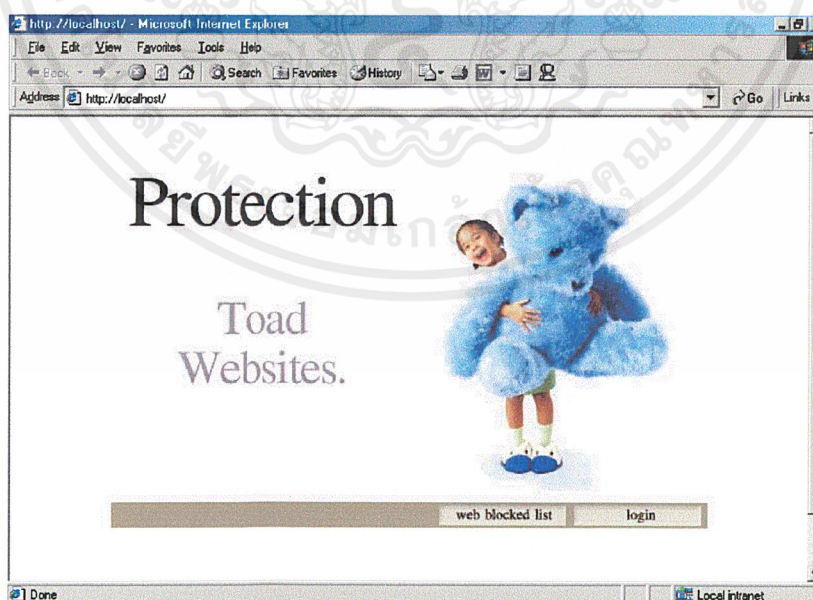 http://localhost/ - Microsoft Internet Explorer
File Edit View Favorites Tools Help
Back Search Favorites History
Address http://localhost/ Go Links
Protection
Toad
Websites.
web blocked list login
Done Local intranet